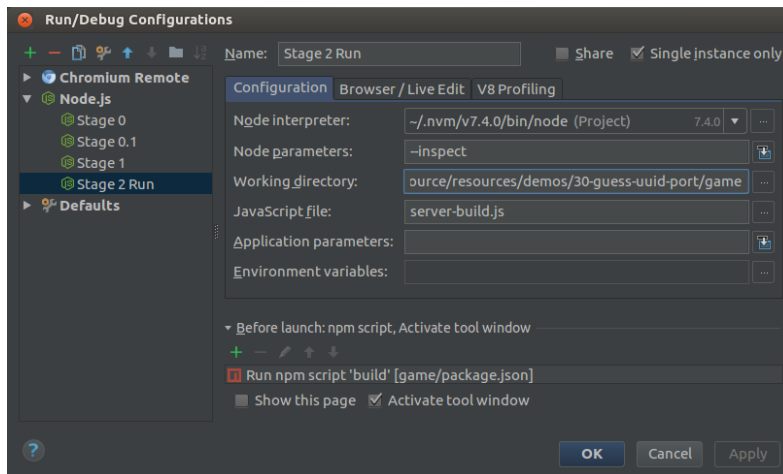 Run/Debug Configurations
Name: Stage 2 Run Share Single instance only
Chromium Remote
Node.js
Stage 0
Stage 0.1
Stage 1
Stage 2 Run
Defaults
Configuration Browser / Live Edit V8 Profiling
Node interpreter: ~/.nvm/v7.4.0/bin/node (Project) 7.4.0 ...
Node parameters: --inspect
Working directory: ource/resources/demos/30-guess-uuid-port/game ...
JavaScript file: server-build.js ...
Application parameters:
Environment variables: ...
Before launch: npm script, Activate tool window
Run npm script 'build' [game/package.json]
Show this page Activate tool window
? OK Cancel Apply